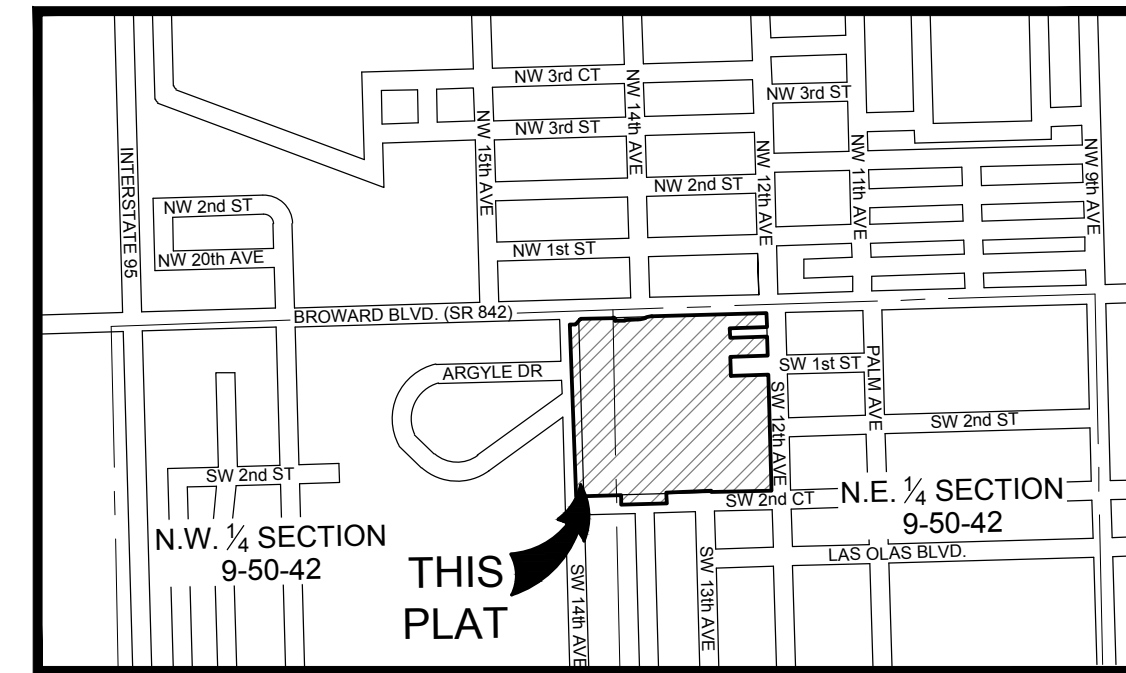 NW 3rd CT
NW 14th AVE
NW 3rd ST
NW 15th AVE
NW 3rd ST
NW 12th AVE
NW 11th AVE
NW 9th AVE
INTERSTATE 95
NW 2nd ST
NW 2nd ST
NW 20th AVE
NW 1st ST
BROWARD BLVD. (SR 842)
ARGYLE DR
SW 1st ST
PALM AVE
SW 12th AVE
SW 2nd ST
SW 2nd ST
SW 2nd CT
N.E. ¼ SECTION
9-50-42
N.W. ¼ SECTION
9-50-42
LAS OLAS BLVD.
THIS
PLAT
SW 14th AVE
SW 13th AVE